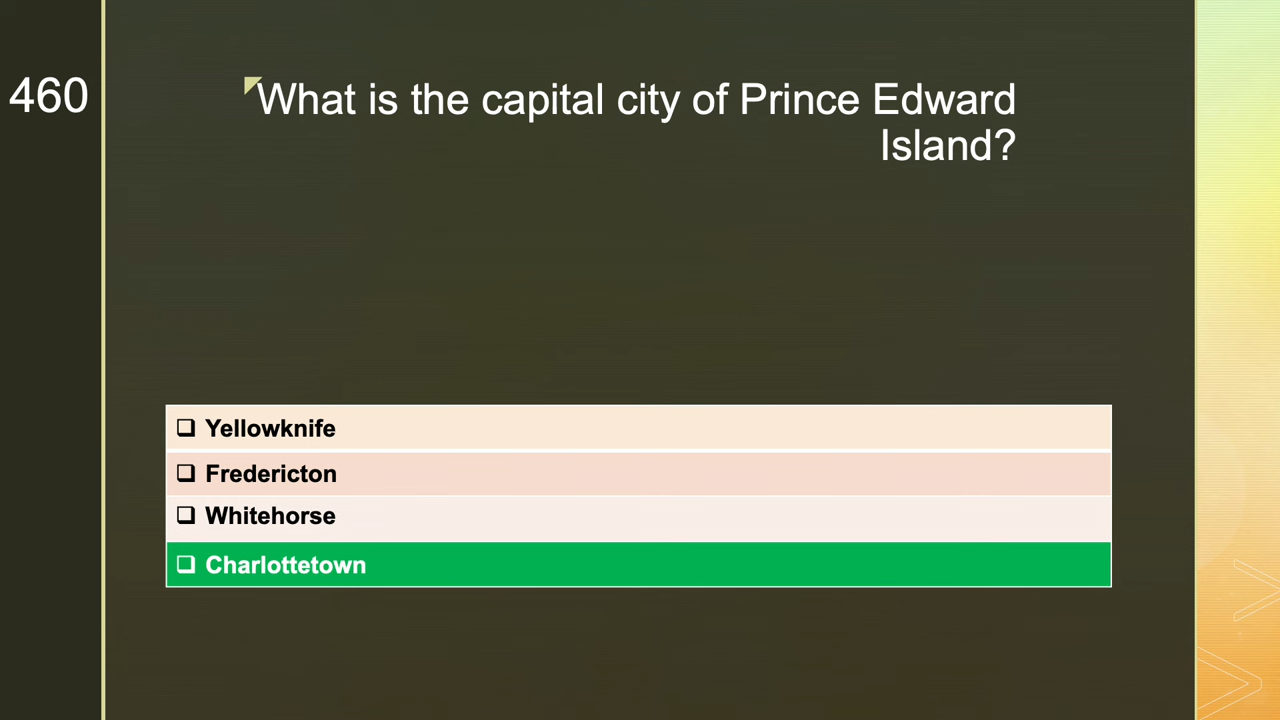 460
What is the capital city of Prince Edward
Island?
❑ Yellowknife
❑ Fredericton
❑ Whitehorse
❑ Charlottetown